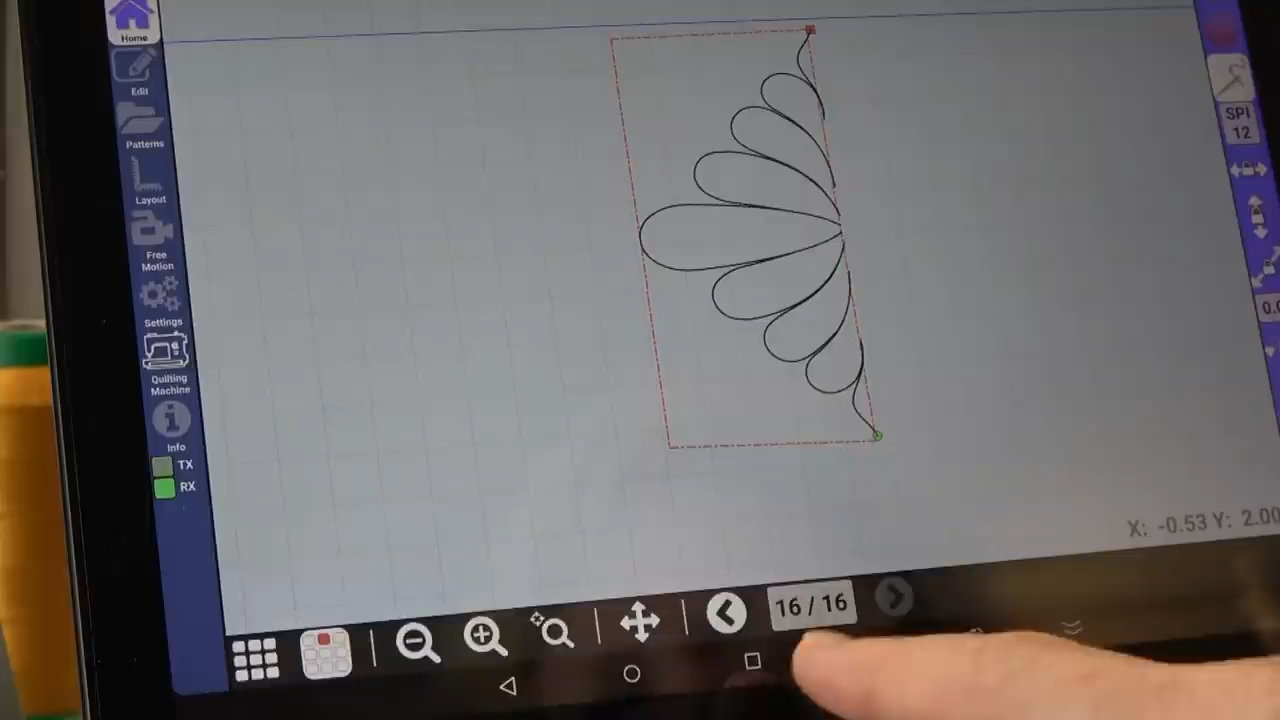 Home
Edit
Patterns
Layout
Free
Motion
Settings
Quilting
Machine
Info
TX
RX
SPI
12
X: -0.53 Y: 2.00
16 / 16